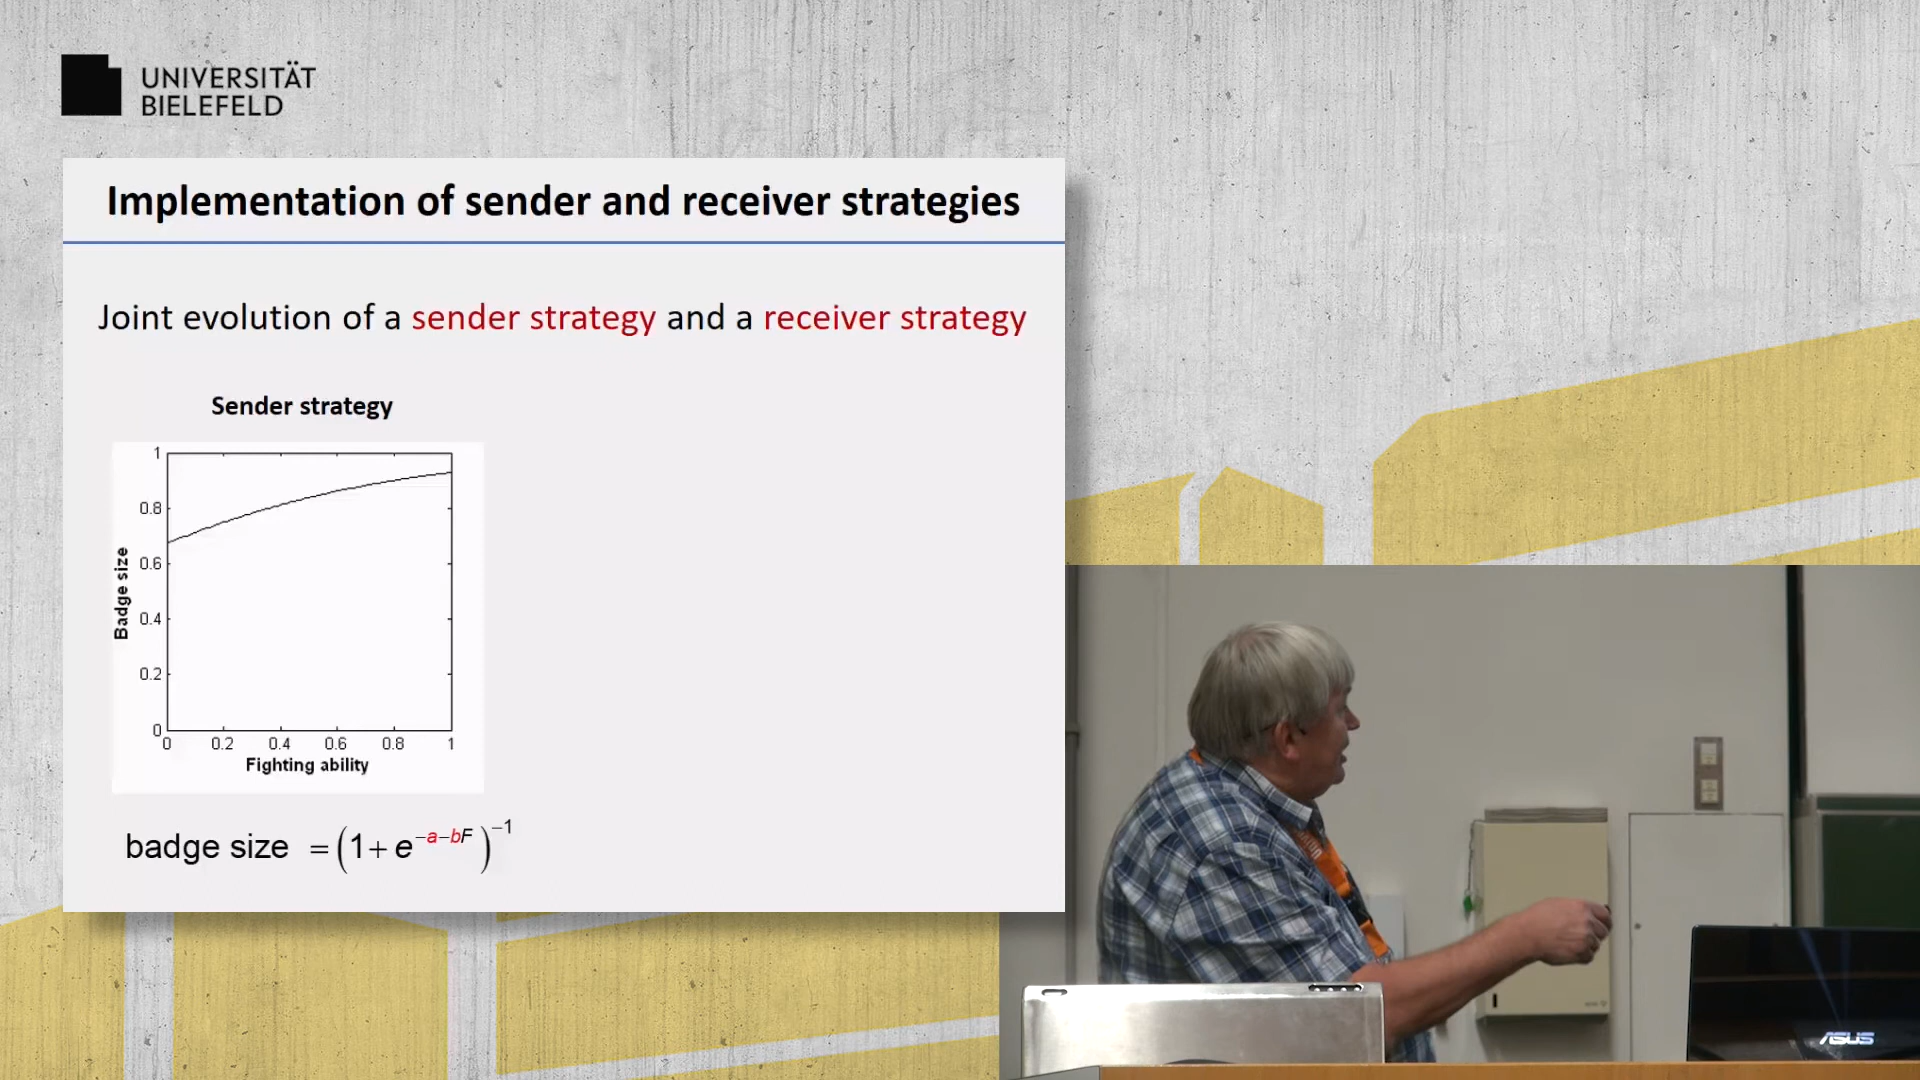 UNIVERSITÄT
BIELEFELD
Implementation of sender and receiver strategies
Joint evolution of a sender strategy and a receiver strategy
Sender strategy
1
0.8
0.6
0.4
0.2
0
Badge size
0 0.2 0.4 0.6 0.8 1
Fighting ability
badge size = (1+ e^{−a−bF})^{−1}
ASUS